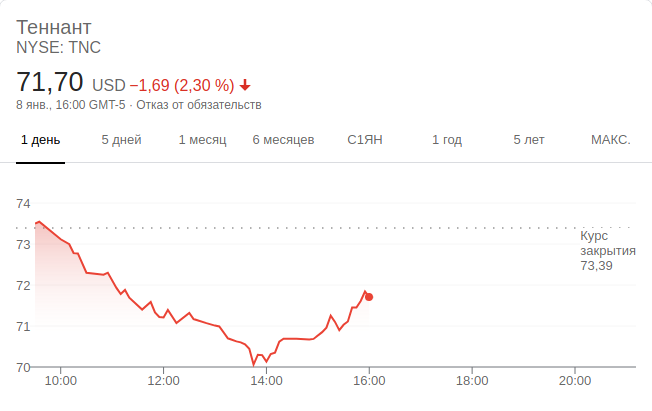 Теннант
NYSE: TNC
71,70 USD −1,69 (2,30 %)
8 янв., 16:00 GMT-5 · Отказ от обязательств
1 день 5 дней 1 месяц 6 месяцев С1ЯН 1 год 5 лет МАКС.
74
73
72
71
70
Курс
закрытия
73,39
10:00 12:00 14:00 16:00 18:00 20:00